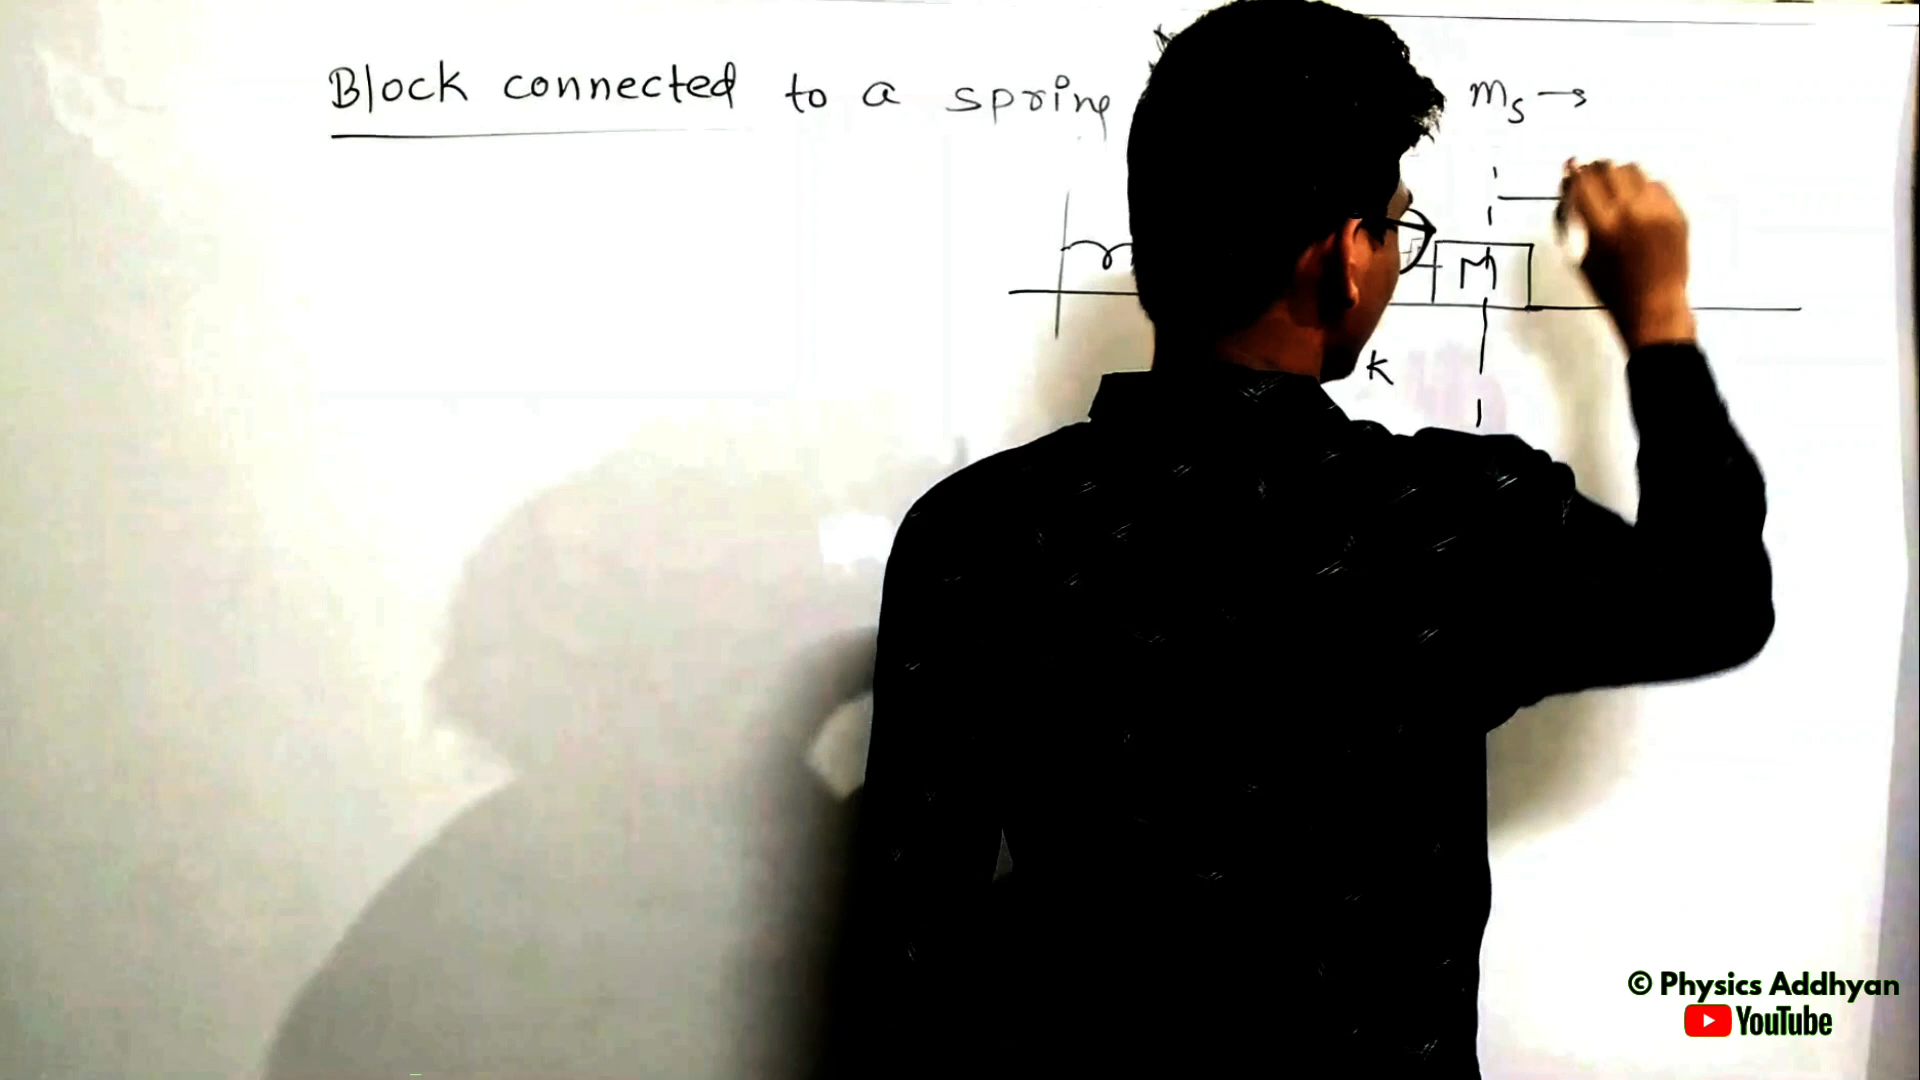 Block connected to a spring
ms →
M
k
© Physics Addhyan
YouTube